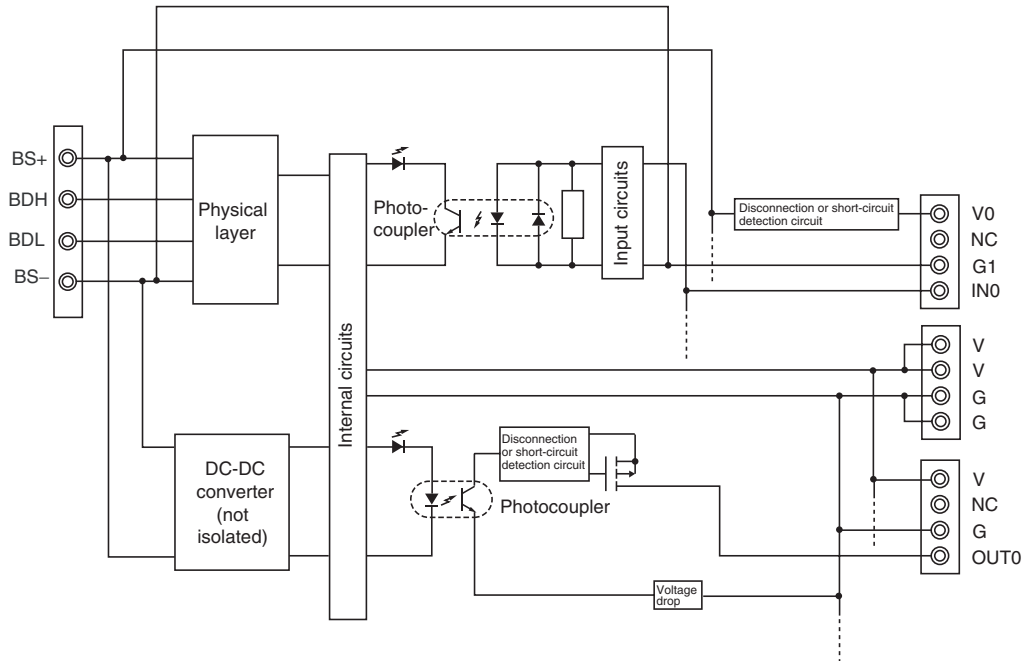 BS+
BDH
BDL
BS−
Physical
layer
Photo-
coupler
Input circuits
Disconnection or short-circuit
detection circuit
V0
NC
G1
IN0
Internal circuits
V
V
G
G
DC-DC
converter
(not
isolated)
Disconnection
or short-circuit
detection circuit
Photocoupler
V
NC
G
OUT0
Voltage
drop